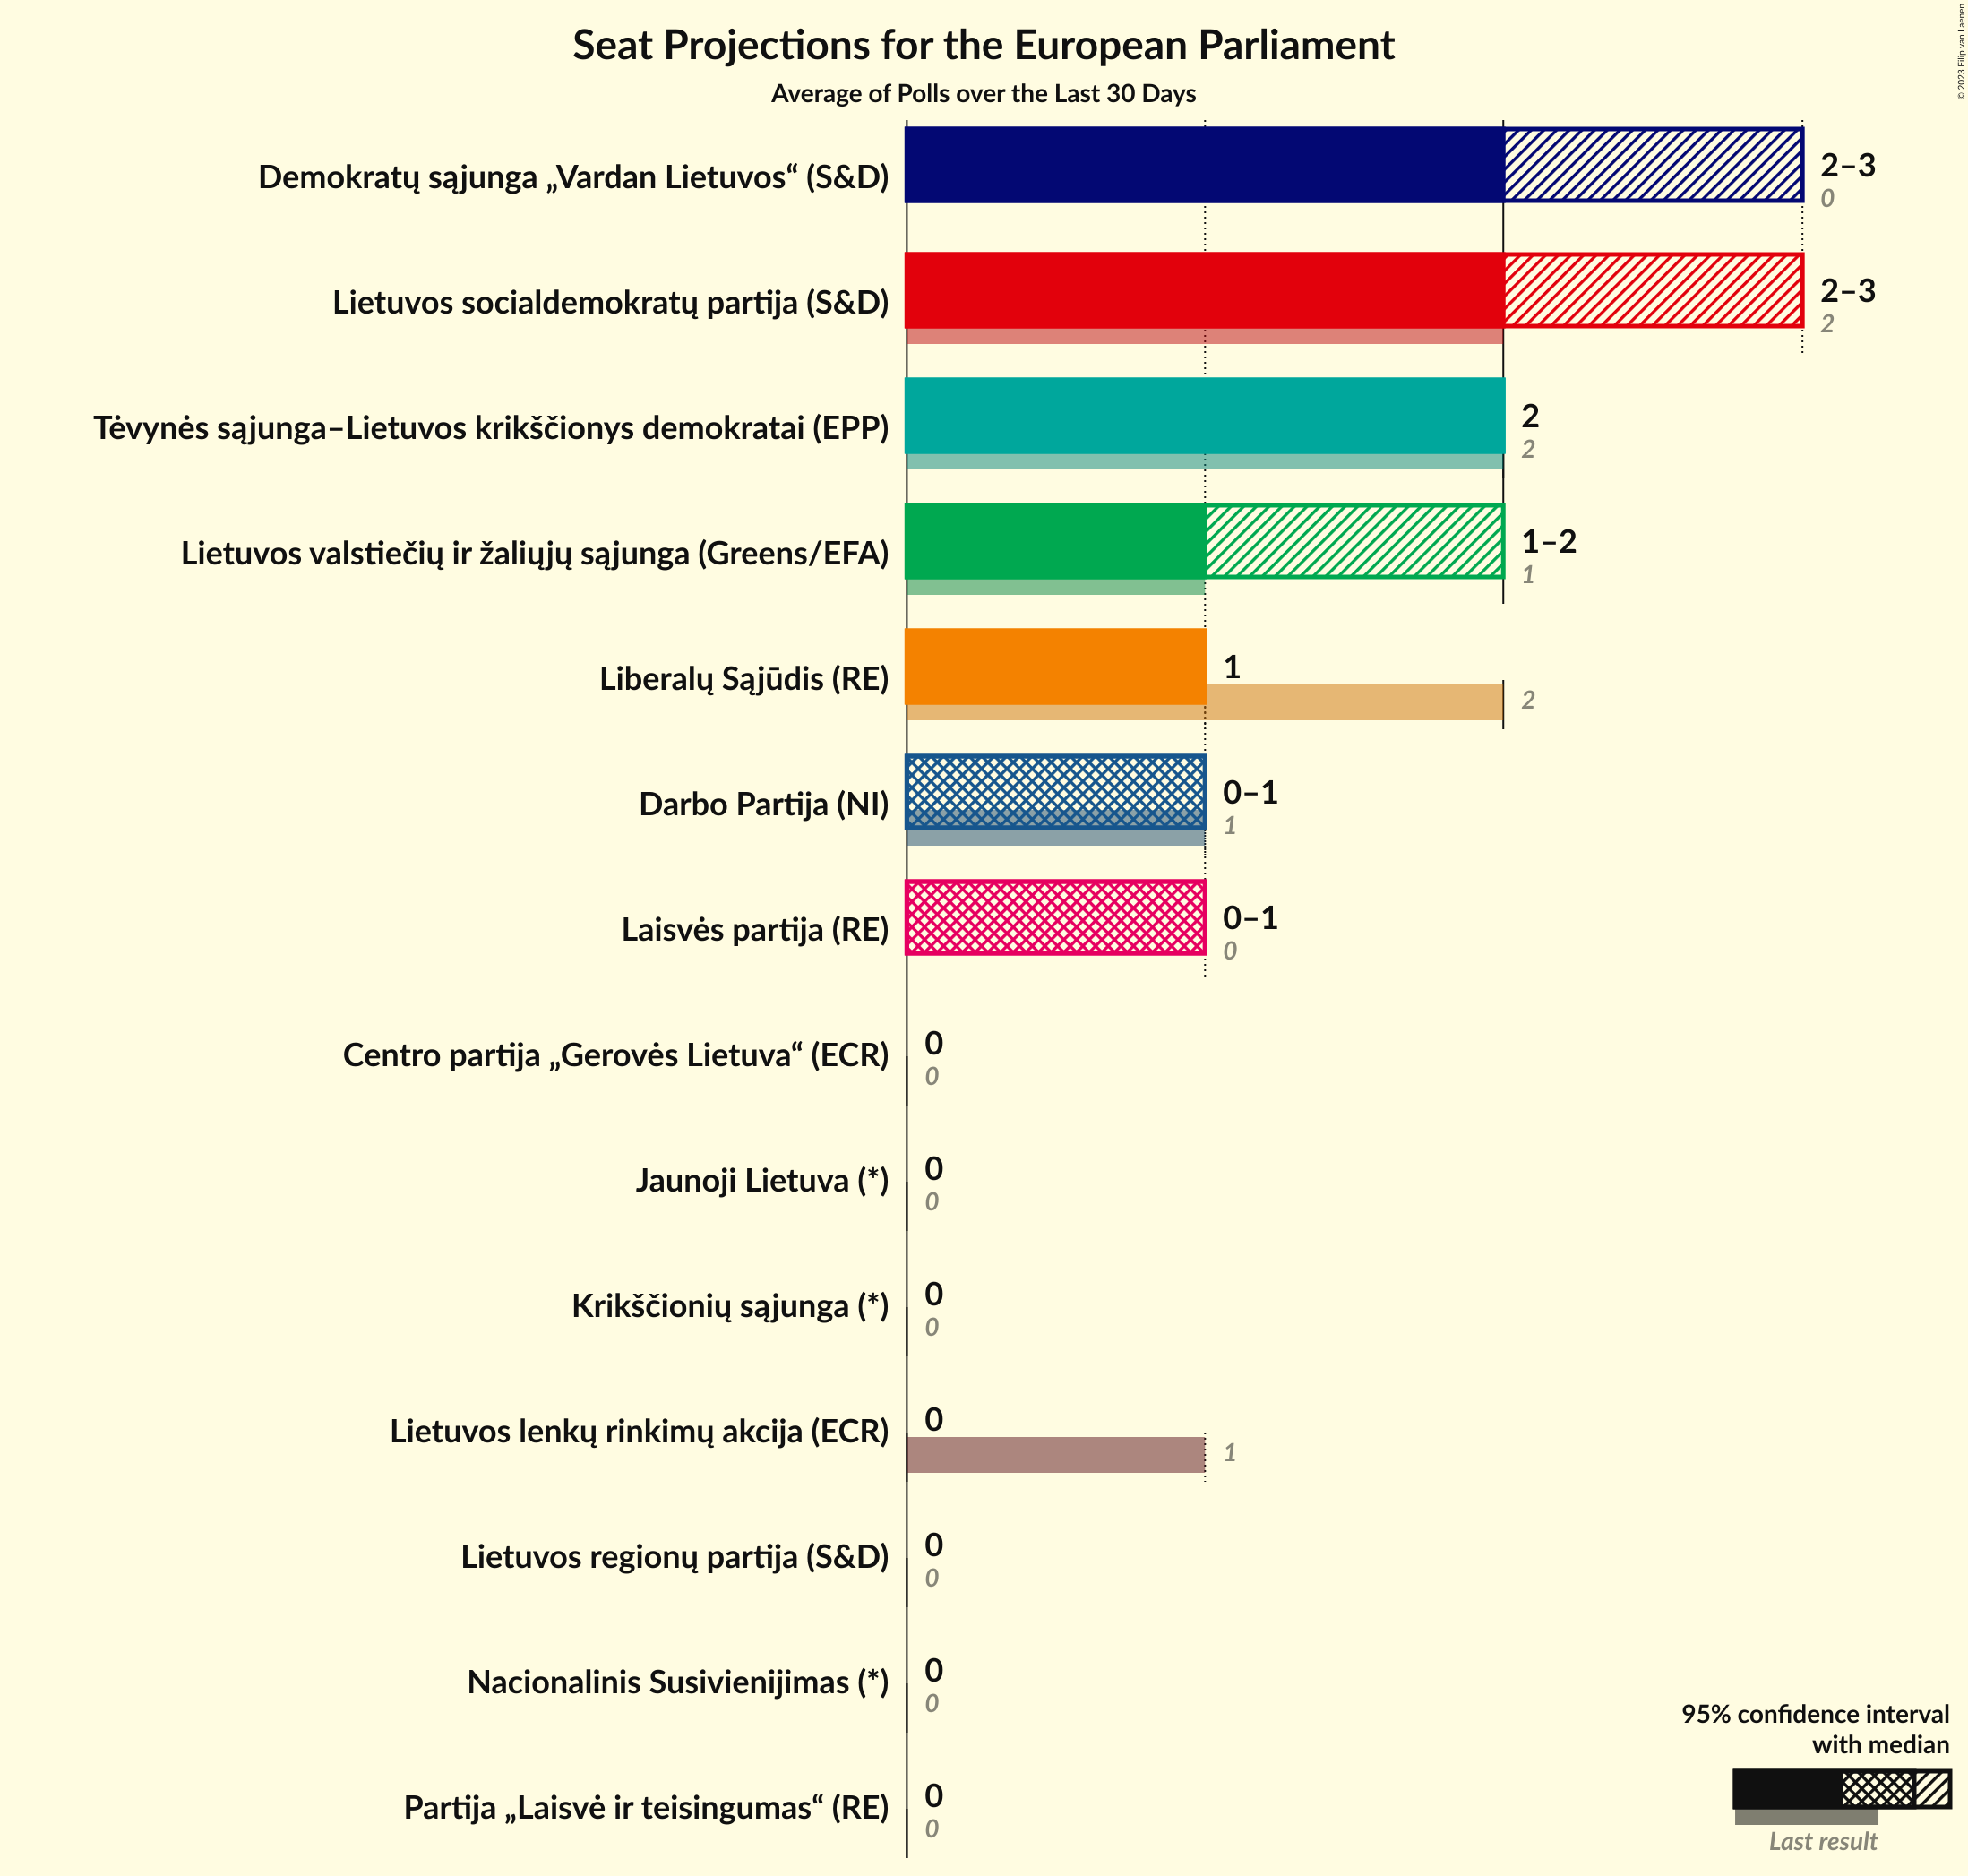 Seat Projections for the European Parliament
Average of Polls over the Last 30 Days
© 2023 Filip van Laenen
Demokratų sąjunga „Vardan Lietuvos“ (S&D)
2–3
0
Lietuvos socialdemokratų partija (S&D)
2–3
2
Tėvynės sąjunga–Lietuvos krikščionys demokratai (EPP)
2
2
Lietuvos valstiečių ir žaliųjų sąjunga (Greens/EFA)
1–2
1
Liberalų Sąjūdis (RE)
1
2
Darbo Partija (NI)
0–1
1
Laisvės partija (RE)
0–1
0
Centro partija „Gerovės Lietuva“ (ECR)
0
0
Jaunoji Lietuva (*)
0
0
Krikščionių sąjunga (*)
0
0
Lietuvos lenkų rinkimų akcija (ECR)
0
1
Lietuvos regionų partija (S&D)
0
0
Nacionalinis Susivienijimas (*)
0
0
Partija „Laisvė ir teisingumas“ (RE)
0
0
95% confidence interval
with median
Last result